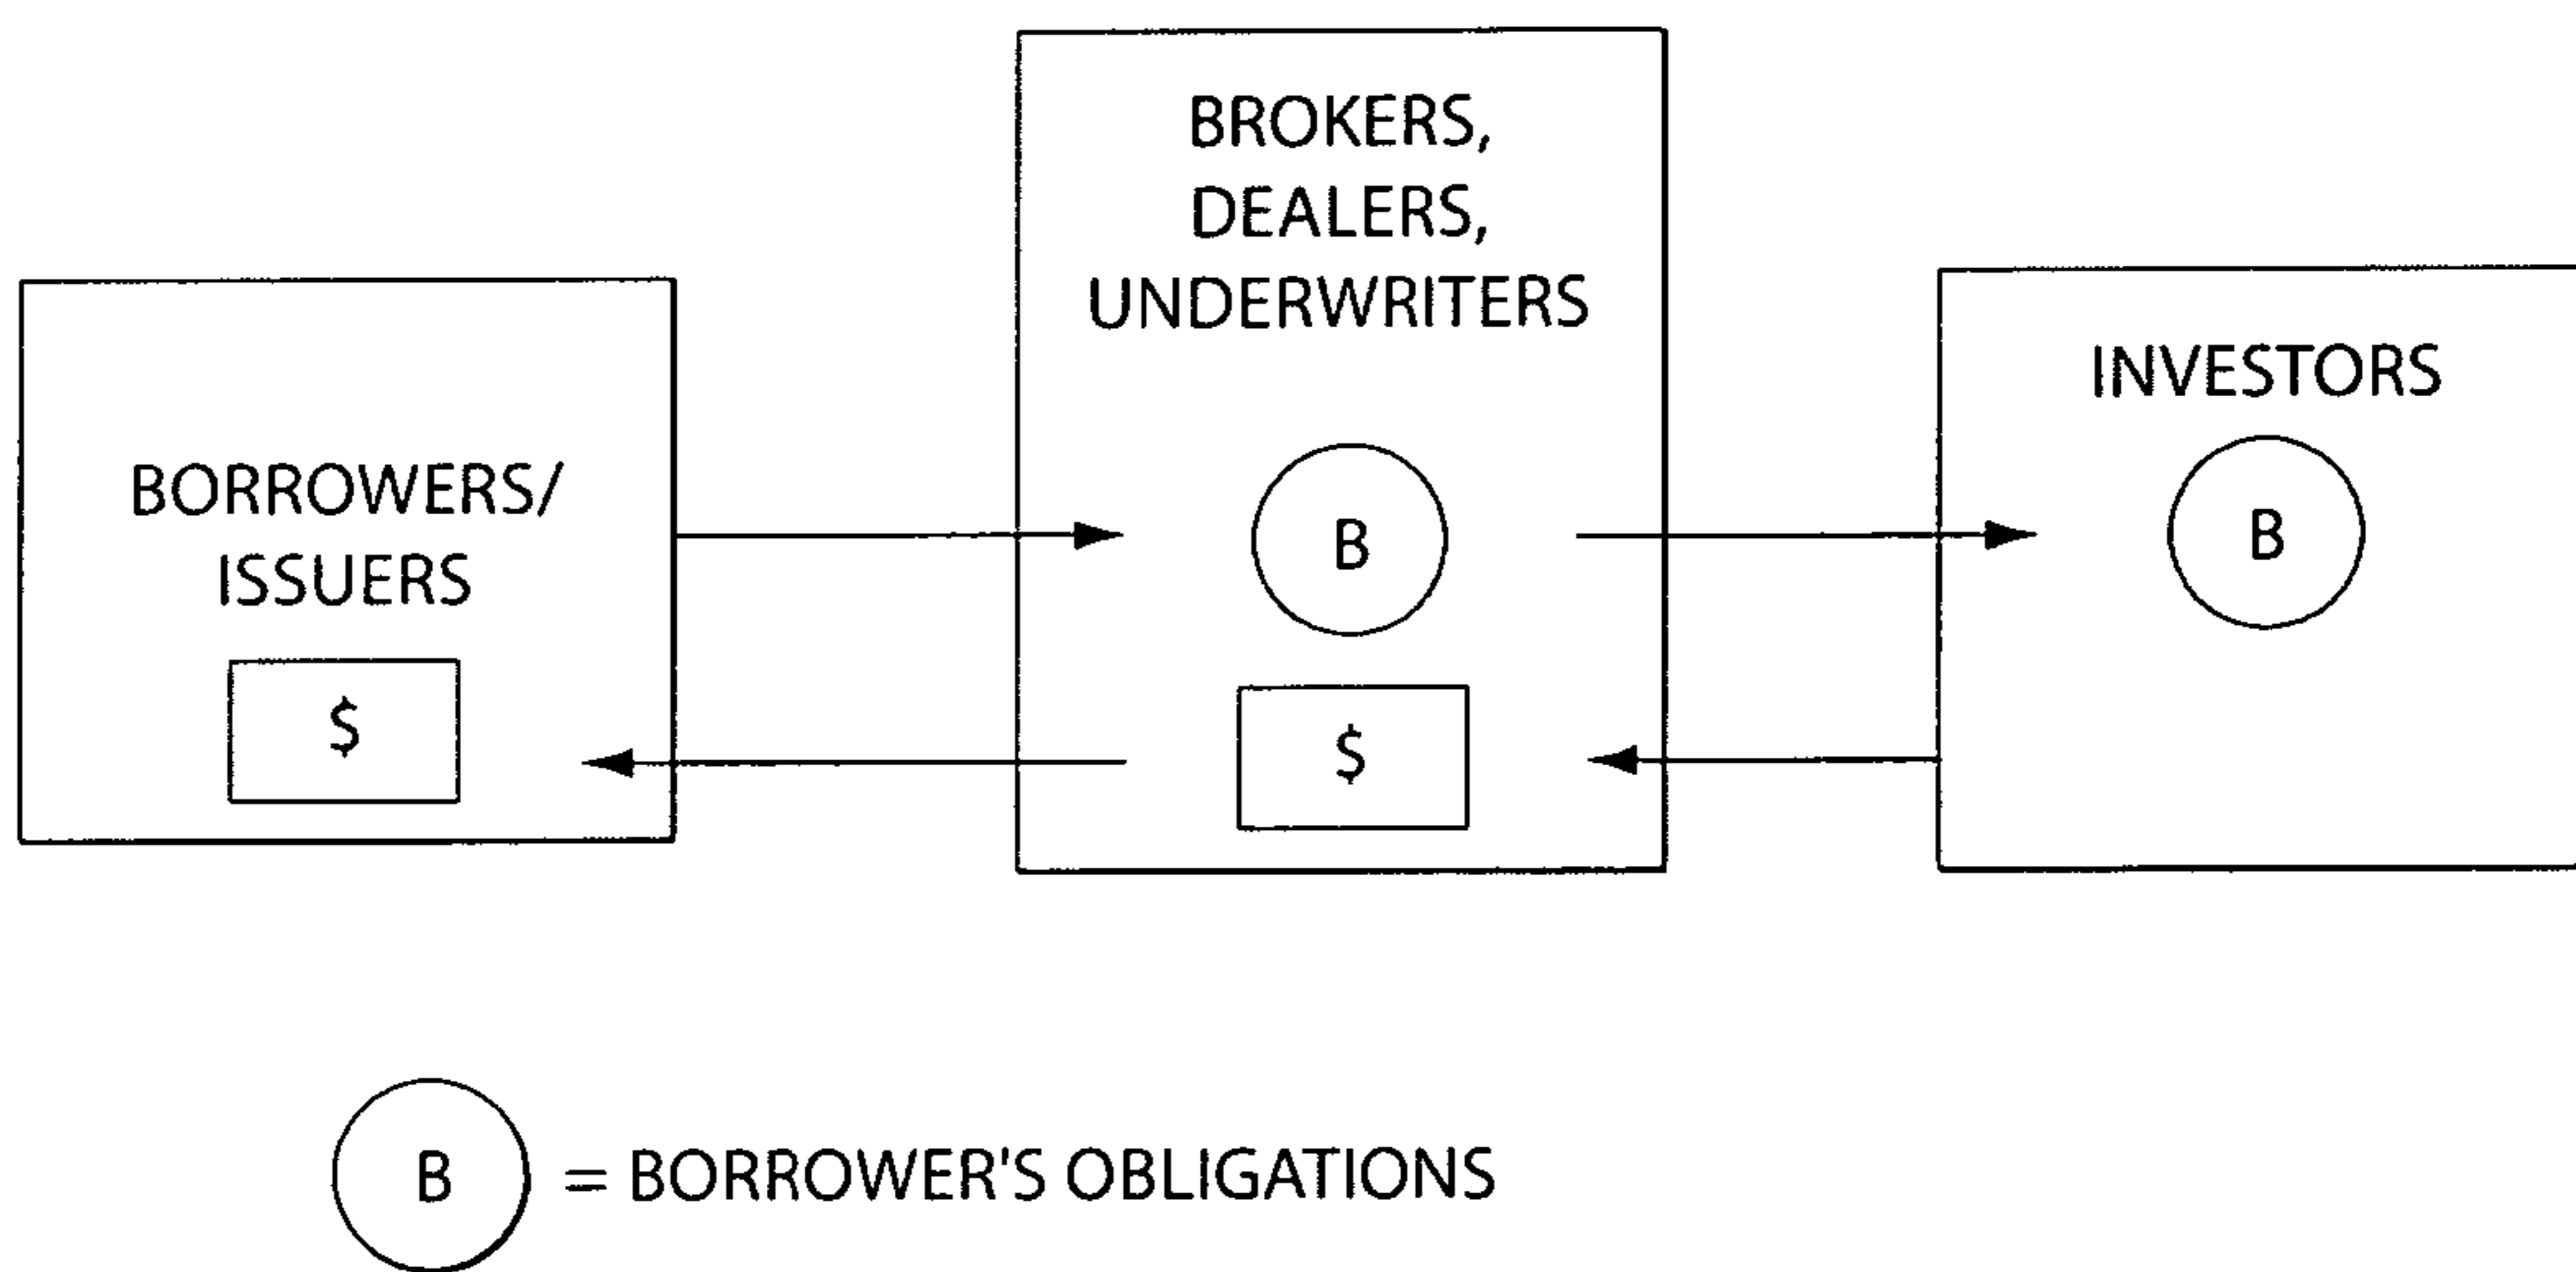 BROKERS,
DEALERS,
UNDERWRITERS
B
$
BORROWERS/
ISSUERS
$
INVESTORS
B
B = BORROWER'S OBLIGATIONS